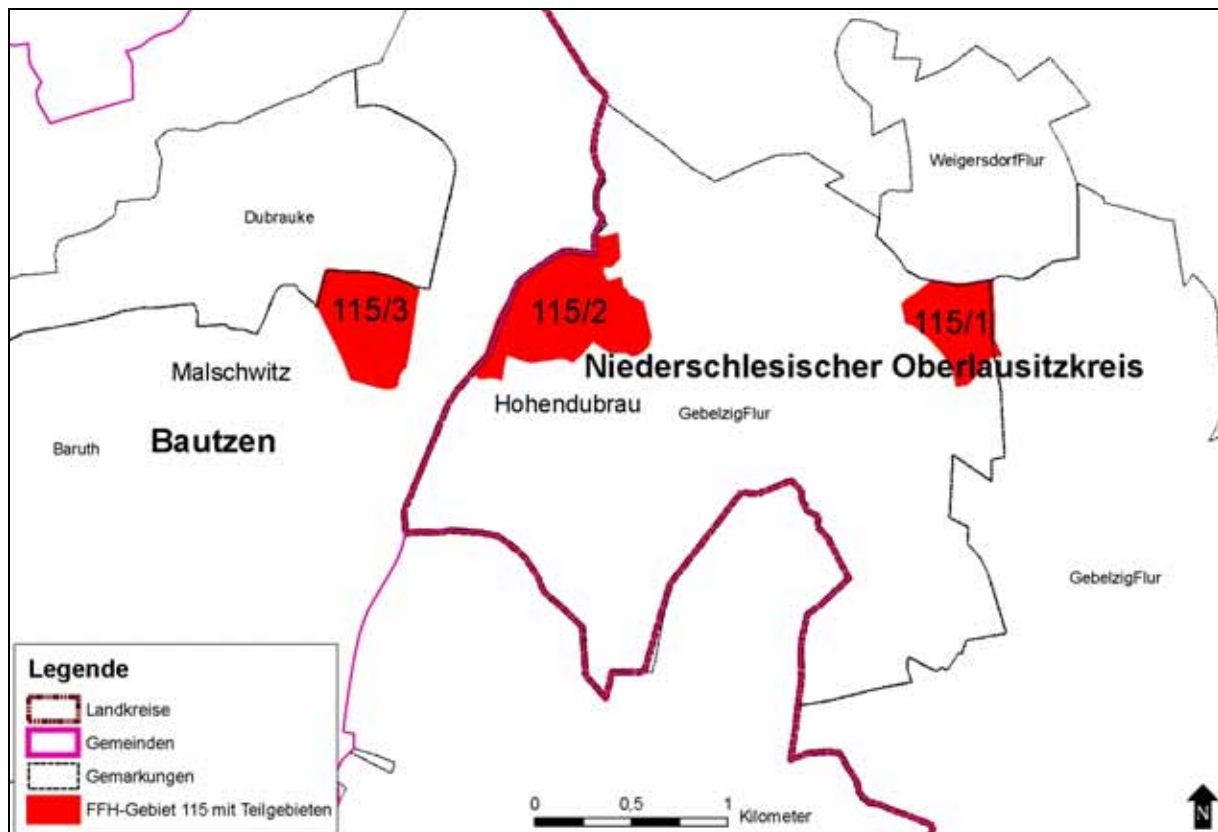 WeigersdorfFlur
Dubrauke
115/3
115/2
115/1
Malschwitz
Niederschlesischer Oberlausitzkreis
Hohendubrau
GebelzigFlur
Baruth
Bautzen
GebelzigFlur
Legende
Landkreise
Gemeinden
Gemarkungen
FFH-Gebiet 115 mit Teilgebieten
0 0,5 1
Kilometer
N